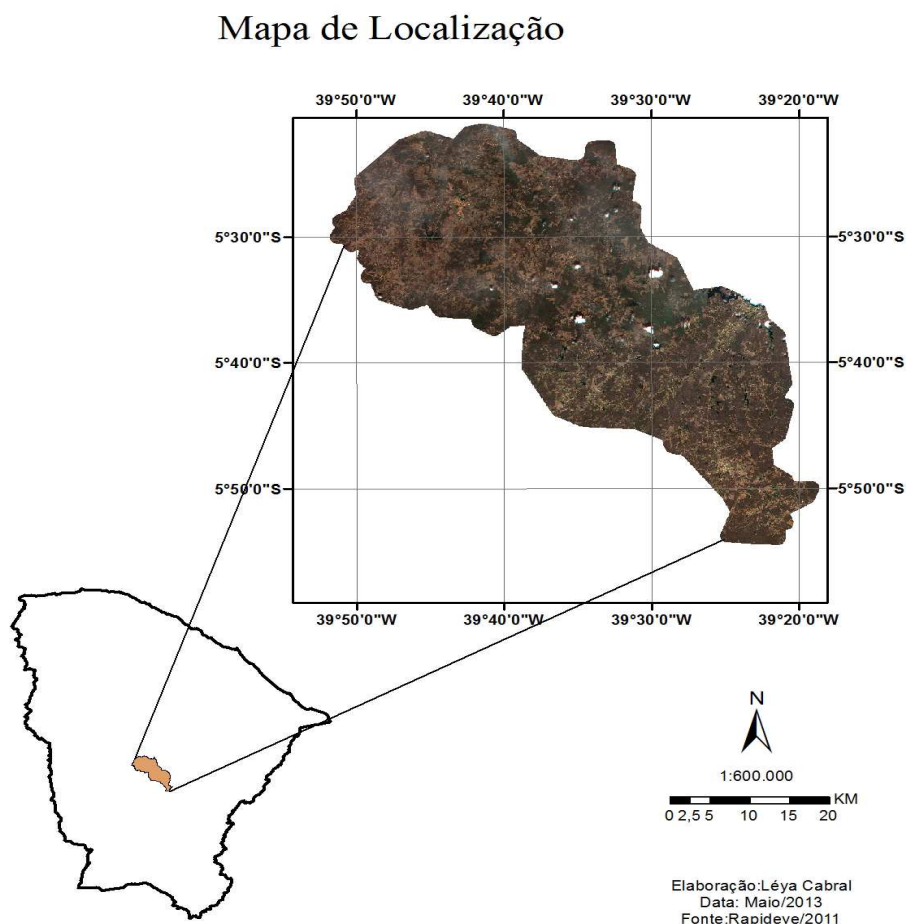 Mapa de Localização
39°50'0"W 39°40'0"W 39°30'0"W 39°20'0"W
5°30'0"S 5°30'0"S
5°40'0"S 5°40'0"S
5°50'0"S 5°50'0"S
39°50'0"W 39°40'0"W 39°30'0"W 39°20'0"W
N
1:600.000
KM
0 2,5 5 10 15 20
Elaboração:Léya Cabral
Data: Maio/2013
Fonte:Rapideye/2011